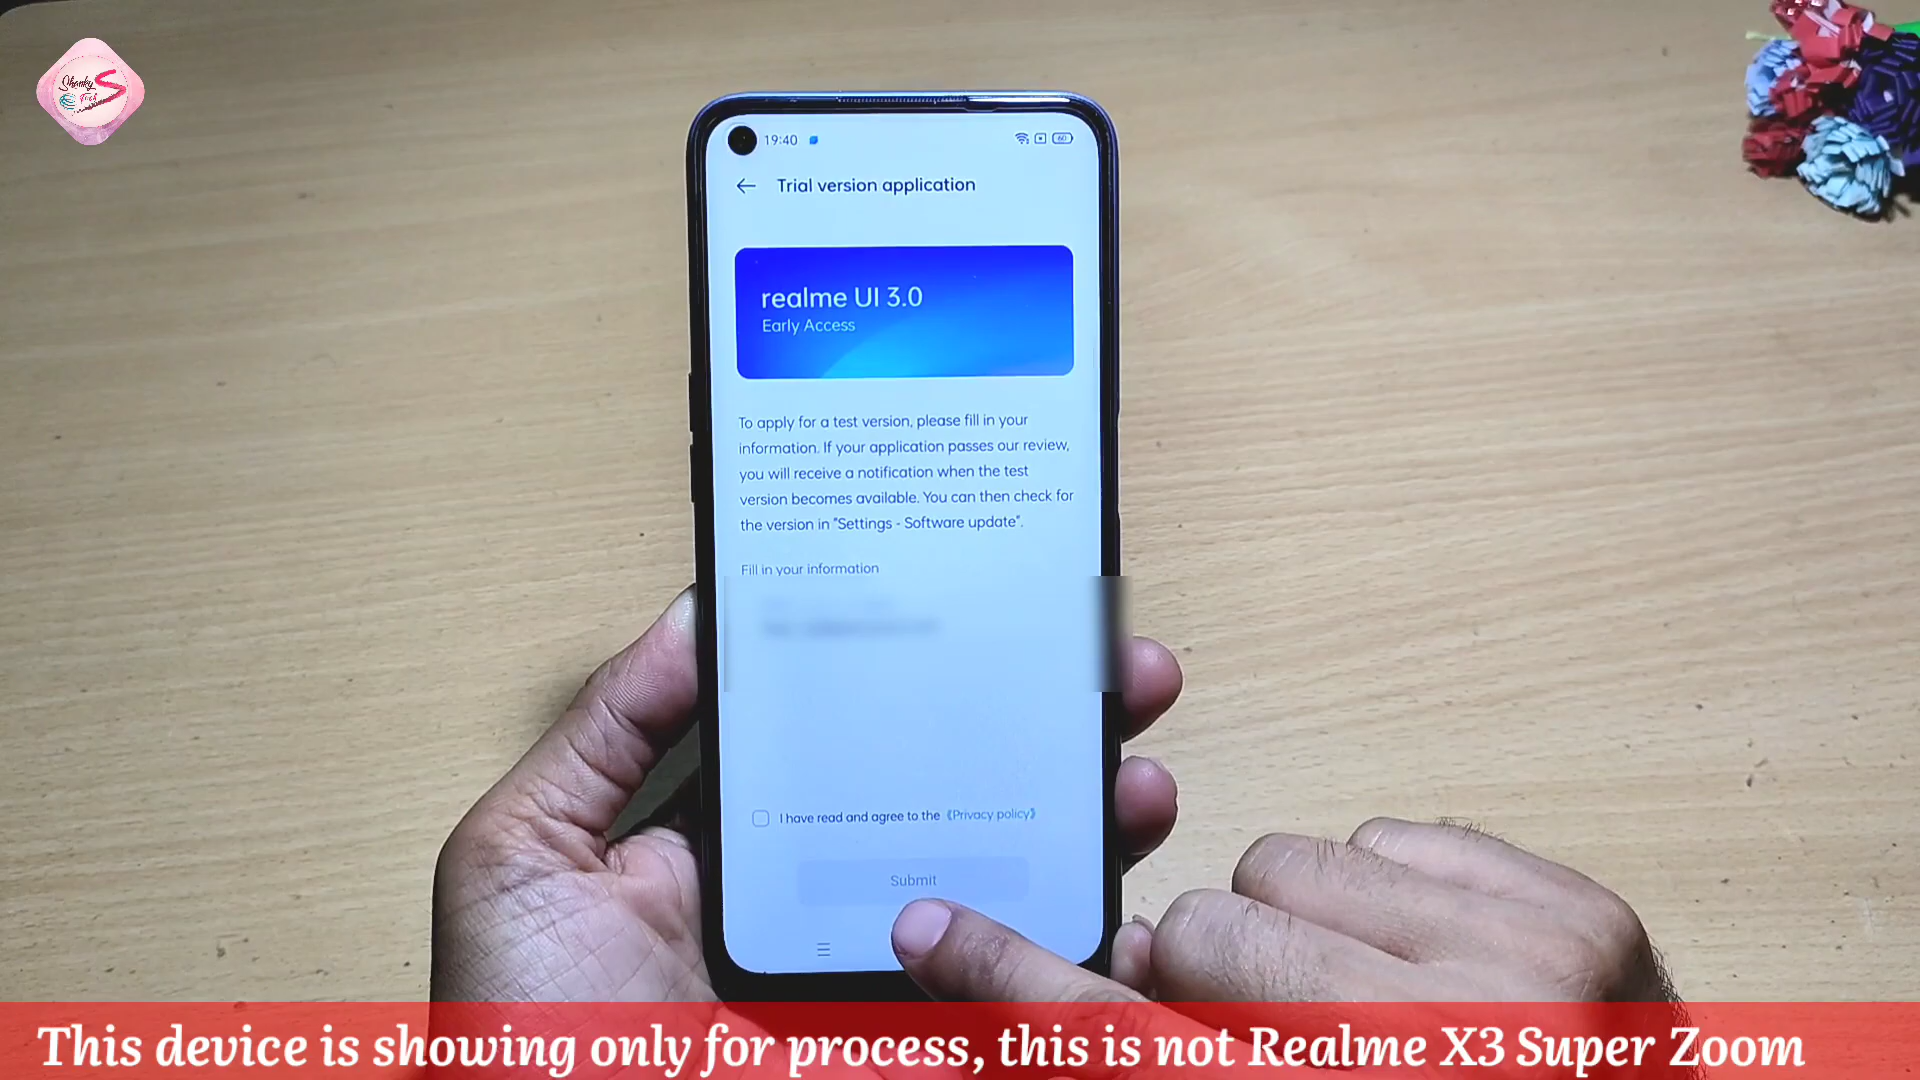 Shanky S
Tech
19:40
60
Trial version application
realme UI 3.0
Early Access
To apply for a test version, please fill in your
information. If your application passes our review,
you will receive a notification when the test
version becomes available. You can then check for
the version in "Settings - Software update".
Fill in your information
I have read and agree to the 《Privacy policy》
Submit
This device is showing only for process, this is not Realme X3 Super Zoom